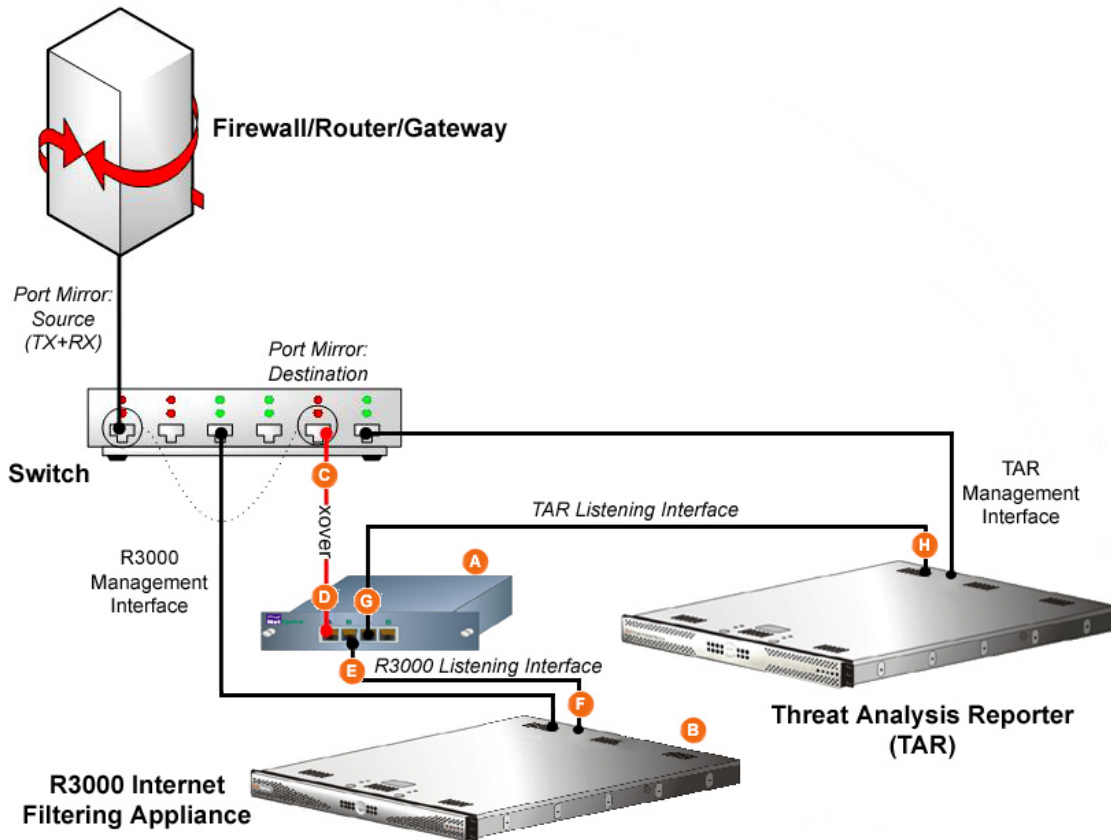 Firewall/Router/Gateway
Port Mirror:
Source
(TX+RX)
Port Mirror:
Destination
Switch
C
xover
TAR
Management
Interface
TAR Listening Interface
H
R3000
Management
Interface
A
D
G
E
R3000 Listening Interface
F
B
Threat Analysis Reporter
(TAR)
R3000 Internet
Filtering Appliance